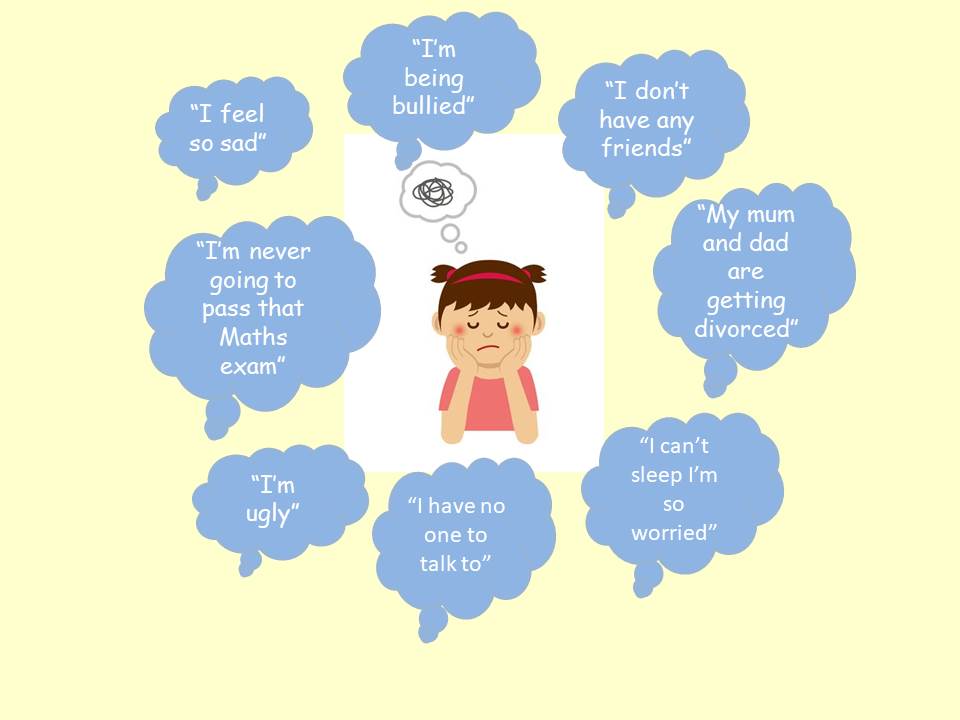 “I’m
being
bullied”
“I feel
so sad”
“I don’t
have any
friends”
“My mum
and dad
are
getting
divorced”
“I’m never
going to
pass that
Maths
exam”
“I can’t
sleep I’m
so
worried”
“I’m
ugly”
“I have no
one to
talk to”